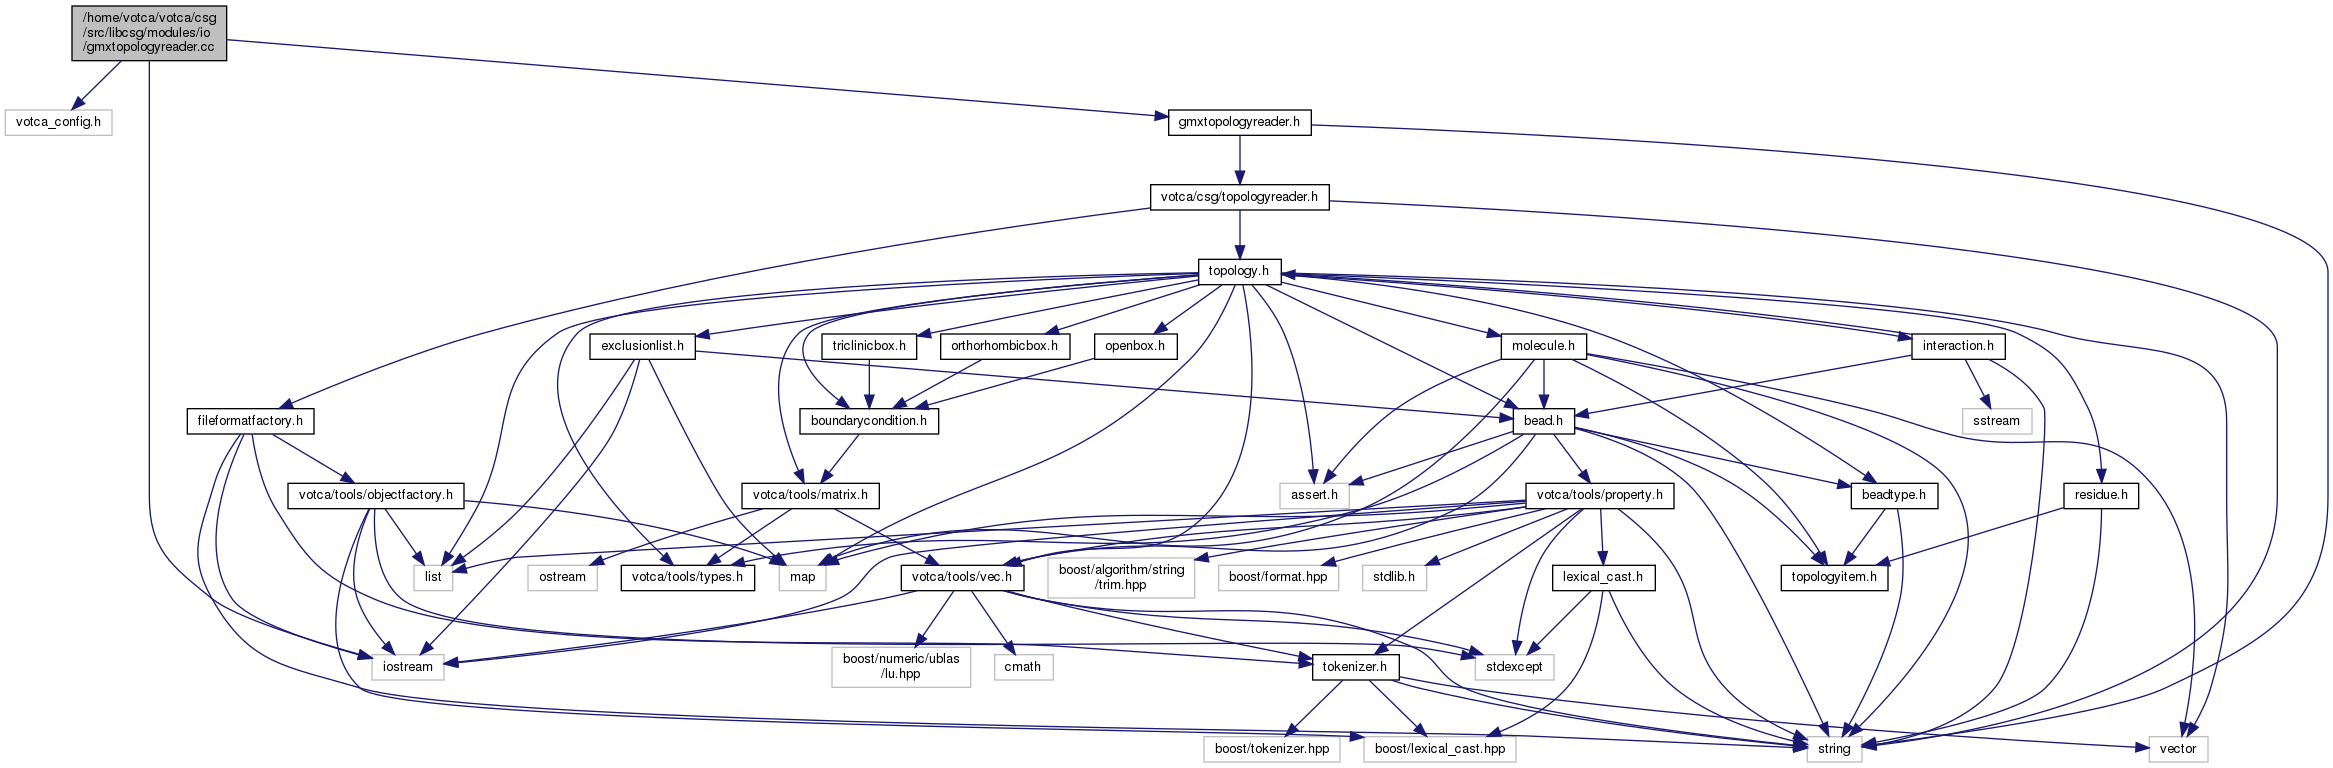 /home/votca/votca/csg
/src/libcsg/modules/io
/gmxtopologyreader.cc
votca_config.h
gmxtopologyreader.h
votca/csg/topologyreader.h
topology.h
exclusionlist.h
triclinicbox.h
orthorhombicbox.h
openbox.h
molecule.h
interaction.h
fileformatfactory.h
boundarycondition.h
bead.h
sstream
votca/tools/objectfactory.h
votca/tools/matrix.h
assert.h
votca/tools/property.h
beadtype.h
residue.h
list
ostream
votca/tools/types.h
map
votca/tools/vec.h
boost/algorithm/string
/trim.hpp
boost/format.hpp
stdlib.h
lexical_cast.h
topologyitem.h
iostream
boost/numeric/ublas
/lu.hpp
cmath
tokenizer.h
stdexcept
boost/tokenizer.hpp
boost/lexical_cast.hpp
string
vector